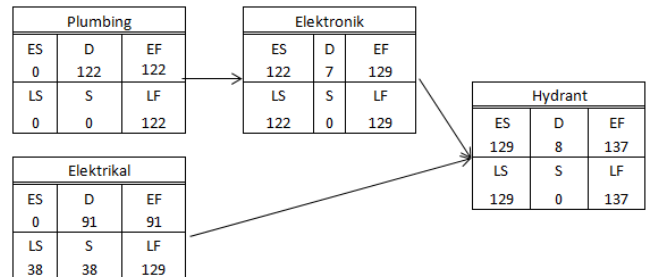 Plumbing
ES D EF
0 122 122
LS S LF
0 0 122
Elektronik
ES D EF
122 7 129
LS S LF
122 0 129
Hydrant
ES D EF
129 8 137
LS S LF
129 0 137
Elektrikal
ES D EF
0 91 91
LS S LF
38 38 129